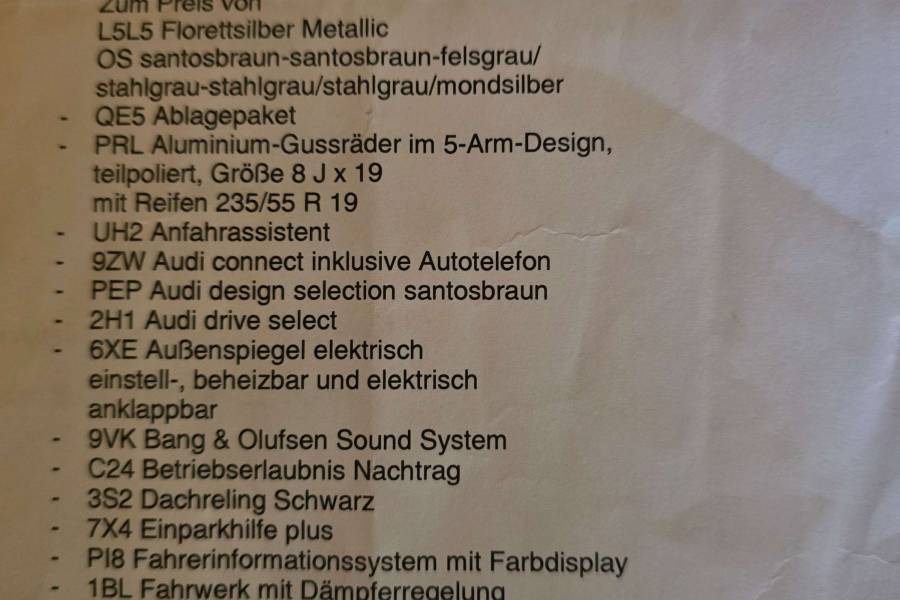 Zum Preis von
L5L5 Florettsilber Metallic
OS santosbraun-santosbraun-felsgrau/
stahlgrau-stahlgrau/stahlgrau/mondsilber
- QE5 Ablagepaket
- PRL Aluminium-Gussräder im 5-Arm-Design,
teilpoliert, Größe 8 J x 19
mit Reifen 235/55 R 19
- UH2 Anfahrassistent
- 9ZW Audi connect inklusive Autotelefon
- PEP Audi design selection santosbraun
- 2H1 Audi drive select
- 6XE Außenspiegel elektrisch
einstell-, beheizbar und elektrisch
anklappbar
- 9VK Bang & Olufsen Sound System
- C24 Betriebserlaubnis Nachtrag
- 3S2 Dachreling Schwarz
- 7X4 Einparkhilfe plus
- PI8 Fahrerinformationssystem mit Farbdisplay
- 1BL Fahrwerk mit Dämpferregelung